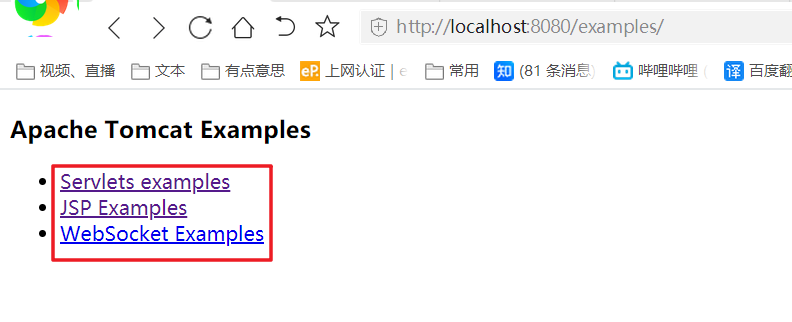 http://localhost:8080/examples/
视频、直播 文本 有点意思 eP. 上网认证 | e 常用 知 (81 条消息) 哔哩哔哩 ( 译 百度翻
Apache Tomcat Examples
Servlets examples
JSP Examples
WebSocket Examples